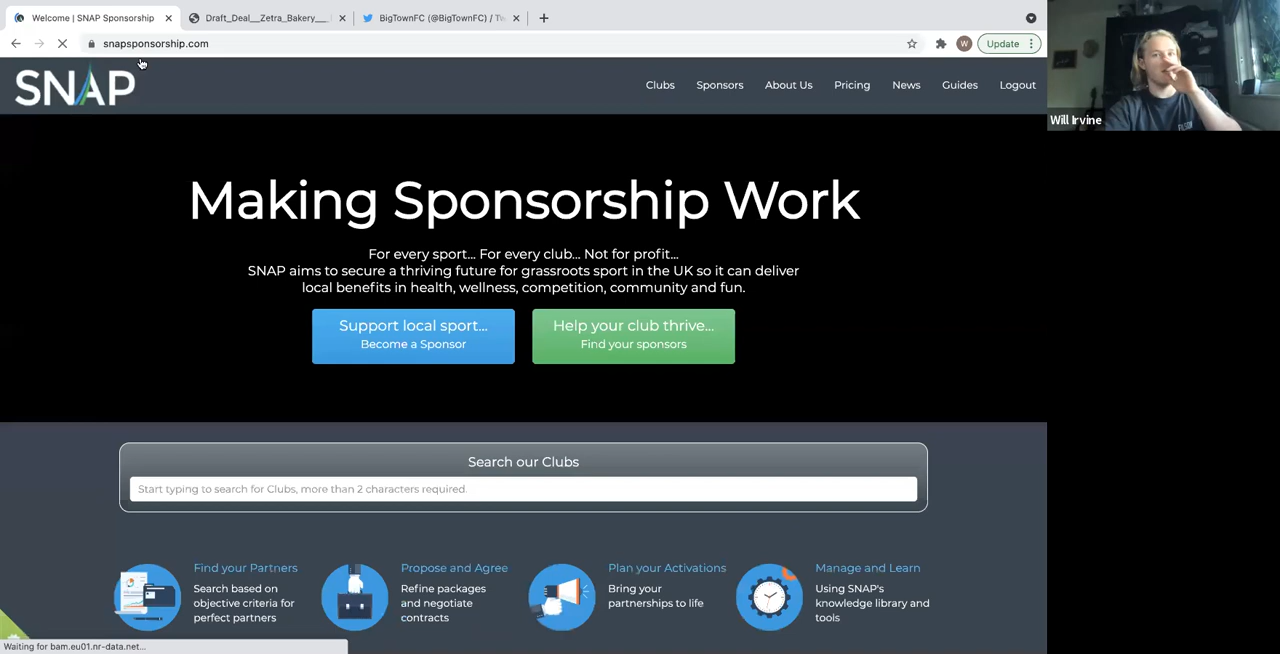 Welcome | SNAP Sponsorship
Draft_Deal__Zetra_Bakery___
BigTownFC (@BigTownFC) / Tw
snapsponsorship.com
W
Update
SNAP
Clubs
Sponsors
About Us
Pricing
News
Guides
Logout
Will Irvine
Making Sponsorship Work
For every sport... For every club... Not for profit...
SNAP aims to secure a thriving future for grassroots sport in the UK so it can deliver
local benefits in health, wellness, competition, community and fun.
Support local sport...
Become a Sponsor
Help your club thrive...
Find your sponsors
Search our Clubs
Start typing to search for Clubs, more than 2 characters required.
Find your Partners
Search based on
objective criteria for
perfect partners
Propose and Agree
Refine packages
and negotiate
contracts
Plan your Activations
Bring your
partnerships to life
Manage and Learn
Using SNAP's
knowledge library and
tools
Waiting for bam.eu01.nr-data.net...